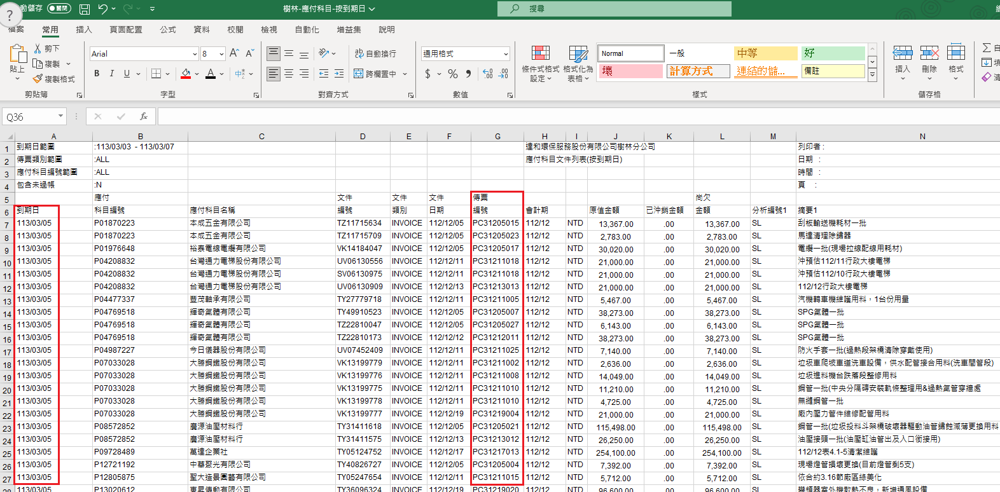 ?
動儲存 關閉 樹林-應付科目-按到期日 搜尋
檔案 常用 插入 頁面配置 公式 資料 校閱 檢視 自動化 增益集 說明
貼上 剪下 複製 複製格式
Arial 8
B I U A 中
自動換行
跨欄置中
通用格式
$ %
條件式格式設定 格式化為表格
Normal 一般 中等 好
壞 計算方式 連結的儲... 備註
插入 刪除 格式
剪貼簿 字型 對齊方式 數值 樣式 儲存格
Q36 fx
A B C D E F G H I J K L M N
1 到期日範圍 :113/03/03 - 113/03/07 達和環保服務股份有限公司樹林分公司 列印者 :
2 傳票類別範圍 :ALL 應付科目文件列表(按到期日) 日期 :
3 應付科目編號範圍 :ALL 時間 :
4 包含未過帳 :N 頁 :
5 應付 文件 文件 文件 傳票 尚欠
6 到期日 科目編號 應付科目名稱 編號 類別 日期 編號 會計期 原值金額 已沖銷金額 金額 分析編號1 摘要1
7 113/03/05 P01870223 本成五金有限公司 TZ11715634 INVOICE 112/12/05 PC31205015 112/12 NTD 13,367.00 .00 13,367.00 SL 刮板輸送機耗材一批
8 113/03/05 P01870223 本成五金有限公司 TZ11715709 INVOICE 112/12/05 PC31205023 112/12 NTD 2,783.00 .00 2,783.00 SL 馬達清理除鏽器
9 113/03/05 P01976648 裕泰電線電纜有限公司 VK14184047 INVOICE 112/12/05 PC31205017 112/12 NTD 30,020.00 .00 30,020.00 SL 電纜一批(現場拉線配線用耗材)
10 113/03/05 P04208832 台灣通力電梯股份有限公司 UV06130556 INVOICE 112/12/11 PC31211018 112/12 NTD 21,000.00 .00 21,000.00 SL 沖預估112/11行政大樓電梯
11 113/03/05 P04208832 台灣通力電梯股份有限公司 SV06130975 INVOICE 112/12/11 PC31211018 112/12 NTD 21,000.00 .00 21,000.00 SL 沖預估112/10行政大樓電梯
12 113/03/05 P04208832 台灣通力電梯股份有限公司 UV06130909 INVOICE 112/12/13 PC31213013 112/12 NTD 21,000.00 .00 21,000.00 SL 112/12行政大樓電梯
13 113/03/05 P04477337 豐茂軸承有限公司 TY27779718 INVOICE 112/12/11 PC31211005 112/12 NTD 5,467.00 .00 5,467.00 SL 汽機轉車機維護用料，1台份用量
14 113/03/05 P04769518 輝奇氣體有限公司 TY49910523 INVOICE 112/12/05 PC31205007 112/12 NTD 38,273.00 .00 38,273.00 SL SPG氣體一批
15 113/03/05 P04769518 輝奇氣體有限公司 TZ22810047 INVOICE 112/12/05 PC31205027 112/12 NTD 6,143.00 .00 6,143.00 SL SPG氣體一批
16 113/03/05 P04769518 輝奇氣體有限公司 TZ22810173 INVOICE 112/12/12 PC31212011 112/12 NTD 38,273.00 .00 38,273.00 SL SPG氣體一批
17 113/03/05 P04987227 今日儀器股份有限公司 UV07452409 INVOICE 112/12/11 PC31211025 112/12 NTD 7,140.00 .00 7,140.00 SL 防火手套一批(過熱段架橋清除穿戴使用)
18 113/03/05 P07033028 大勝鋼鐵股份有限公司 VK13199779 INVOICE 112/12/11 PC31211002 112/12 NTD 2,636.00 .00 2,636.00 SL 垃圾車爬坡車道洗車設備，供水配管接合用料(洗車間管段)
19 113/03/05 P07033028 大勝鋼鐵股份有限公司 VK13199776 INVOICE 112/12/11 PC31211008 112/12 NTD 14,049.00 .00 14,049.00 SL 垃圾進料機台跌落段整修用料
20 113/03/05 P07033028 大勝鋼鐵股份有限公司 VK13199775 INVOICE 112/12/11 PC31211010 112/12 NTD 11,210.00 .00 11,210.00 SL 鋼管一批(中央分隔磚安裝軌條整理用&過熱氣管穿牆處
21 113/03/05 P07033028 大勝鋼鐵股份有限公司 VK13199778 INVOICE 112/12/11 PC31211010 112/12 NTD 4,725.00 .00 4,725.00 SL 無縫鋼管一批
22 113/03/05 P07033028 大勝鋼鐵股份有限公司 VK13199777 INVOICE 112/12/19 PC31219004 112/12 NTD 21,000.00 .00 21,000.00 SL 廠內壓力管件維修配管用料
23 113/03/05 P08572852 廣源油壓材料行 TY31411618 INVOICE 112/12/05 PC31205021 112/12 NTD 115,498.00 .00 115,498.00 SL 鋼管一批(垃圾投料斗架橋破壞器驅動油管鏽蝕減薄更換用料
24 113/03/05 P08572852 廣源油壓材料行 TY31411575 INVOICE 112/12/13 PC31213012 112/12 NTD 26,250.00 .00 26,250.00 SL 油壓接頭一批(油壓缸油管出及入口銜接用)
25 113/03/05 P09728489 萬達企業社 TY05124752 INVOICE 112/12/17 PC31217013 112/12 NTD 254,100.00 .00 254,100.00 SL 112/12表4.1-5清潔維護
26 113/03/05 P12721192 中華聚光有限公司 TY40826727 INVOICE 112/12/05 PC31205004 112/12 NTD 7,392.00 .00 7,392.00 SL 現場燈管損壞更換(目前燈管剩5支)
27 113/03/05 P12805875 聖大造景園藝有限公司 TY05247654 INVOICE 112/12/11 PC31211015 112/12 NTD 5,712.00 .00 5,712.00 SL 依合約3.16節廠區綠美化
28 113/03/05 P13020612 東昇傳動有限公司 TY36096324 INVOICE 112/12/19 PC31219020 112/12 NTD 96,600.00 .00 96,600.00 SL 變頻器室外機散熱不良，新增通風設備